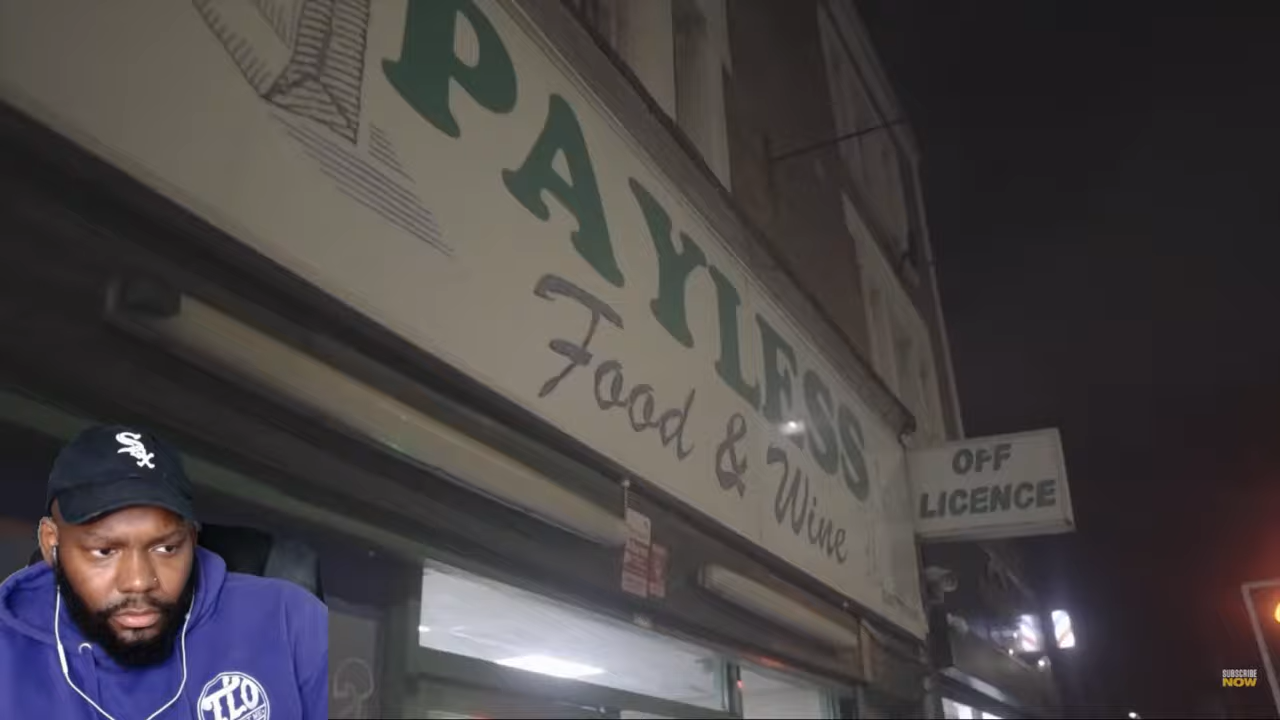 PAYLESS
Food & Wine
OFF
LICENCE
Sox
TLO
SUBSCRIBE
NOW